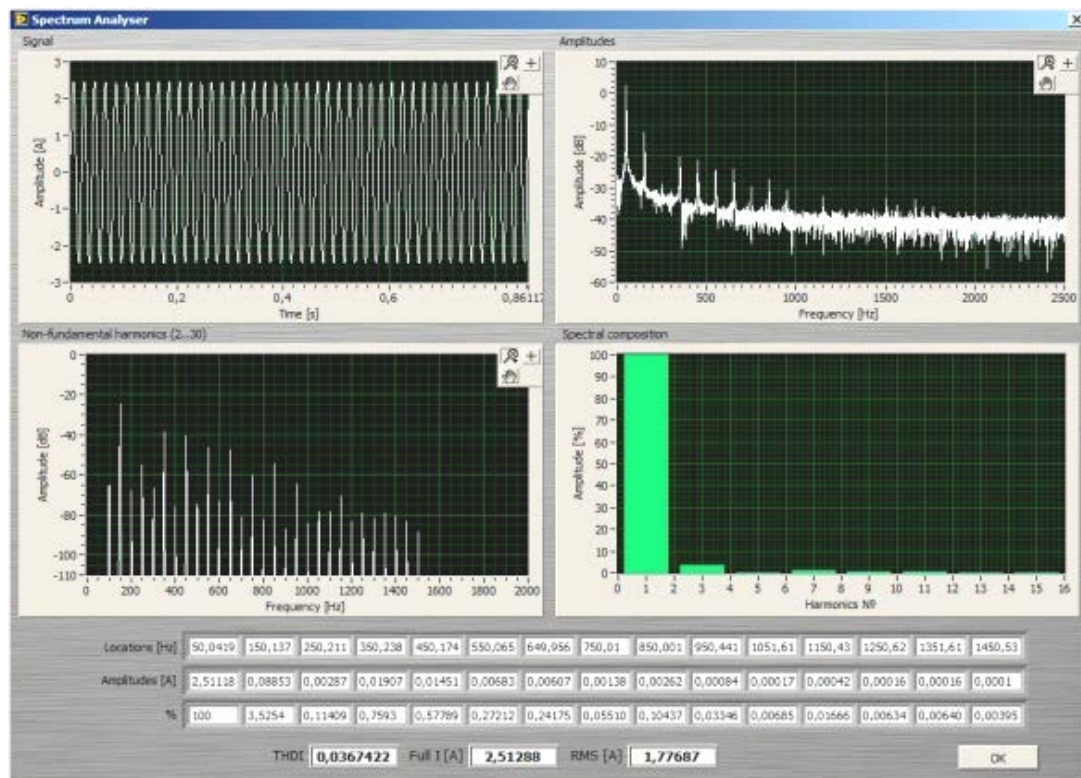 Spectrum Analyser
Signal
Amplitude [A]
3
2
1
0
-1
-2
-3
0 0,2 0,4 0,6 0,86112
Time [s]
Amplitudes
Amplitude [dB]
10
0
-10
-20
-30
-40
-50
-60
0 500 1000 1500 2000 2500
Frequency [Hz]
Non-fundamental harmonics (2...30)
Amplitude [dB]
0
-20
-40
-60
-80
-100
-110
0 200 400 600 800 1000 1200 1400 1600 1800 2000
Frequency [Hz]
Spectral composition
Amplitude [%]
100
90
80
70
60
50
40
30
20
10
0
0 1 2 3 4 5 6 7 8 9 10 11 12 13 14 15 16
Harmonics Nº
Locations [Hz] 50,0419 150,137 250,211 350,238 450,174 550,065 649,956 750,01 850,001 950,441 1051,61 1150,43 1250,62 1351,61 1450,53
Amplitudes [A] 2,51118 0,08853 0,00287 0,01907 0,01451 0,00683 0,00607 0,00138 0,00262 0,00084 0,00017 0,00042 0,00016 0,00016 0,0001
% 100 3,5254 0,11409 0,7593 0,57789 0,27212 0,24175 0,05510 0,10437 0,03346 0,00685 0,01666 0,00634 0,00640 0,00395
THDI 0,0367422 Full I [A] 2,51288 RMS [A] 1,77687 OK